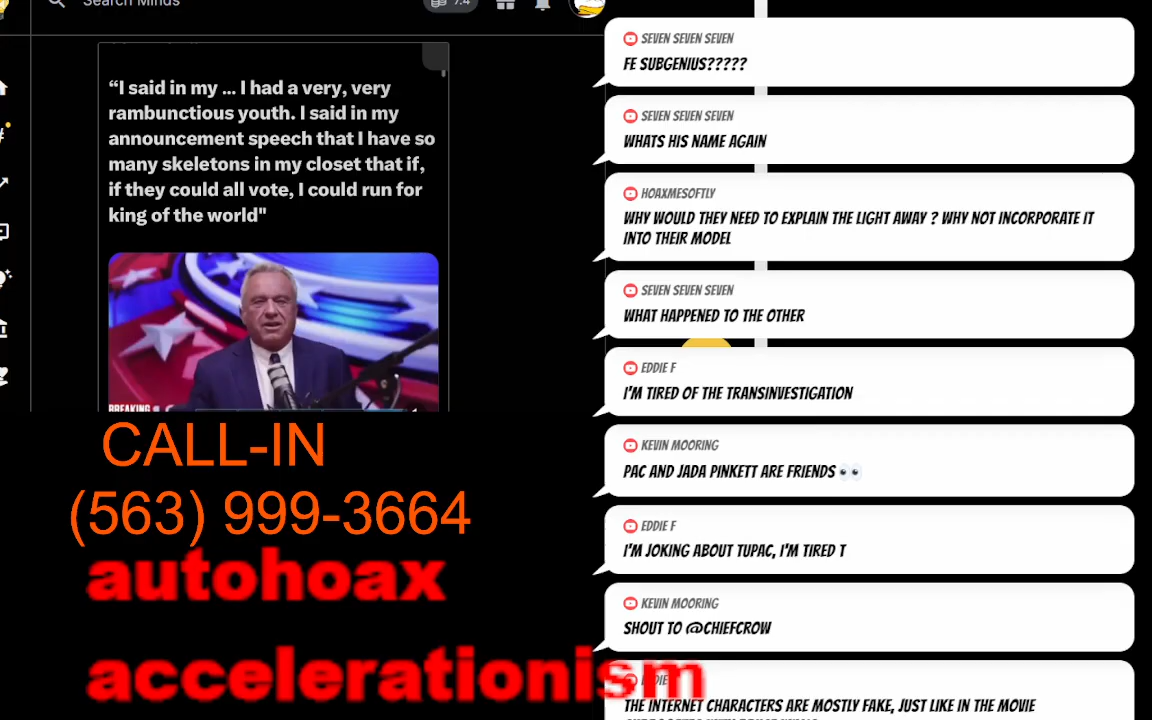 Search Minds
7.4
“I said in my ... I had a very, very
rambunctious youth. I said in my
announcement speech that I have so
many skeletons in my closet that if,
if they could all vote, I could run for
king of the world"
BREAKING
CALL-IN
(563) 999-3664
autohoax
accelerationism
SEVEN SEVEN SEVEN
FE SUBGENIUS?????
SEVEN SEVEN SEVEN
WHATS HIS NAME AGAIN
HOAXMESOFTLY
WHY WOULD THEY NEED TO EXPLAIN THE LIGHT AWAY ? WHY NOT INCORPORATE IT
INTO THEIR MODEL
SEVEN SEVEN SEVEN
WHAT HAPPENED TO THE OTHER
EDDIE F
I'M TIRED OF THE TRANSINVESTIGATION
KEVIN MOORING
PAC AND JADA PINKETT ARE FRIENDS 👀
EDDIE F
I'M JOKING ABOUT TUPAC, I'M TIRED T
KEVIN MOORING
SHOUT TO @CHIEFCROW
THE INTERNET CHARACTERS ARE MOSTLY FAKE, JUST LIKE IN THE MOVIE